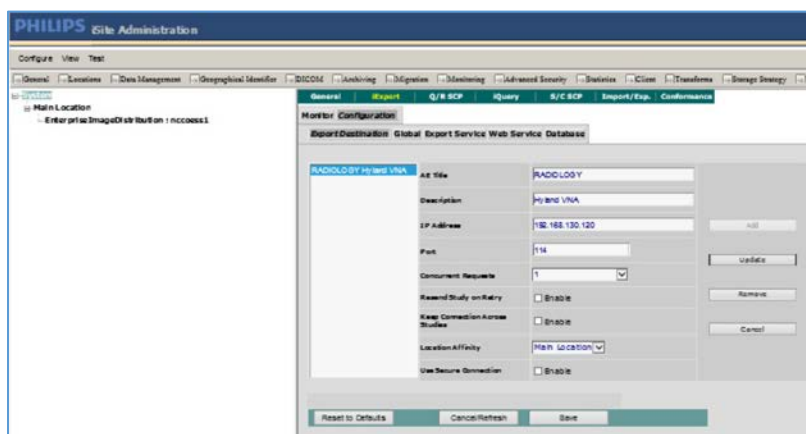 PHILIPS iSite Administration
Configure View Test
General Locations Data Management Geographical Identifier DICOM Archiving Migration Monitoring Advanced Security Statistics Client Transforms Storage Strategy
General iExport Q/R SCP iQuery S/C SCP Import/Exp. Conformance
Main Location
Monitor Configuration
EnterpriseImageDistribution : nccoess1
Export Destination Global Export Service Web Service Database
RADIOLOGY Hyland VNA
AE Title RADIOLOGY
Description Hyland VNA
IP Address 192.168.130.120
Add
Port 114
Update
Concurrent Requests 1
Resend Study on Retry Enable
Remove
Keep Connection Across Studies Enable
Cancel
Location Affinity Main Location
Use Secure Connection Enable
Reset to Defaults Cancel/Refresh Save